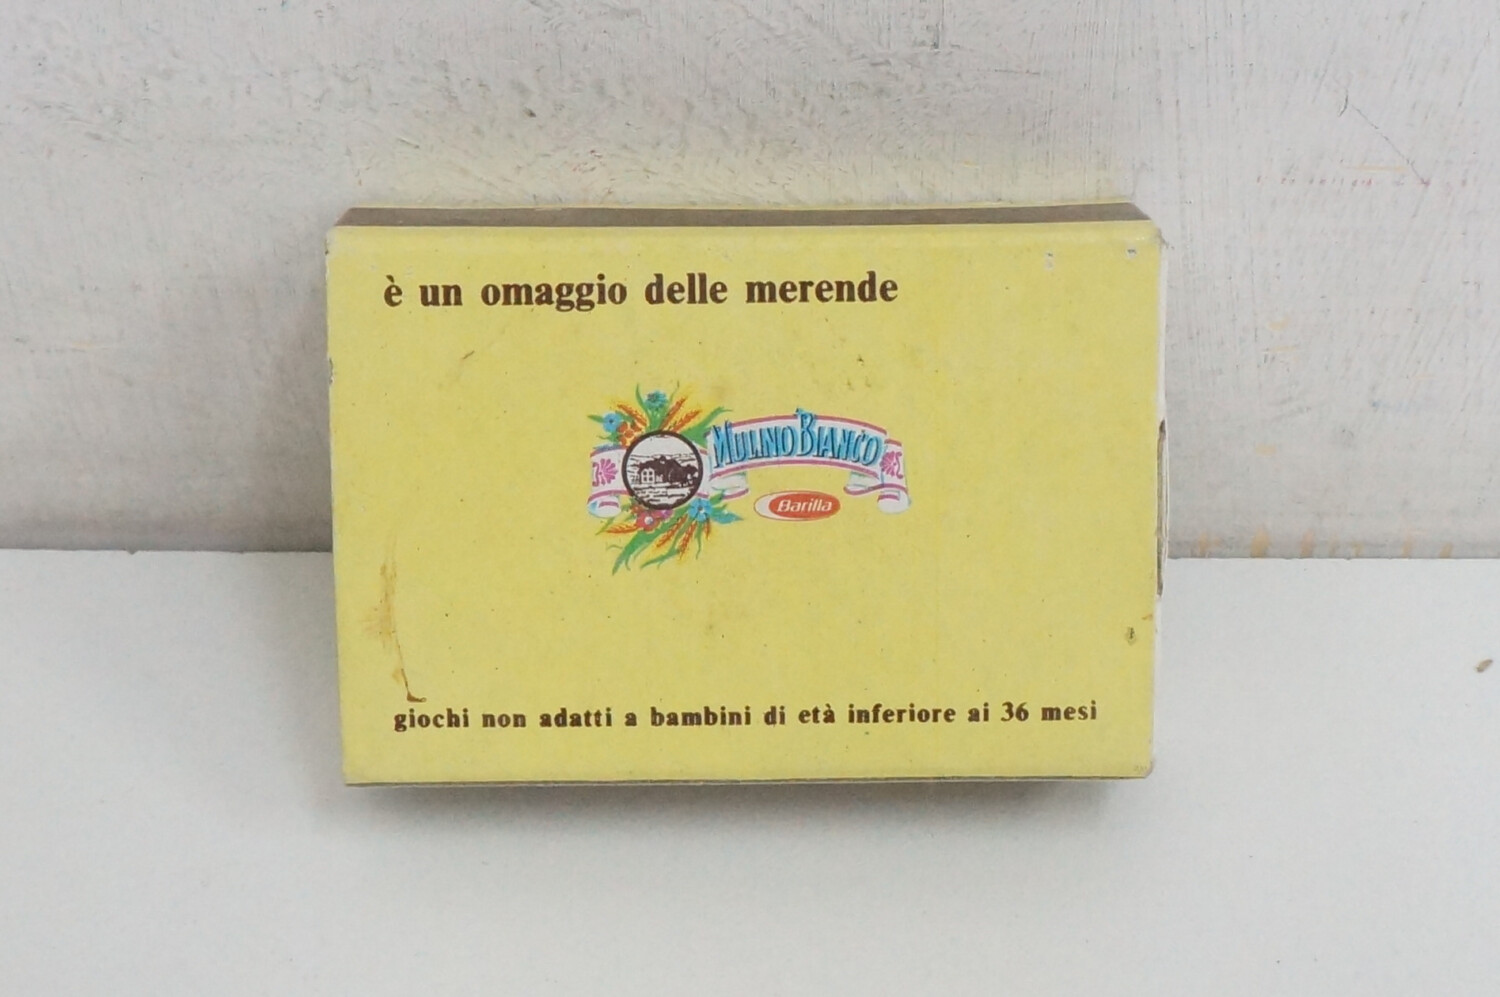 è un omaggio delle merende
MULINO BIANCO
Barilla
giochi non adatti a bambini di età inferiore ai 36 mesi